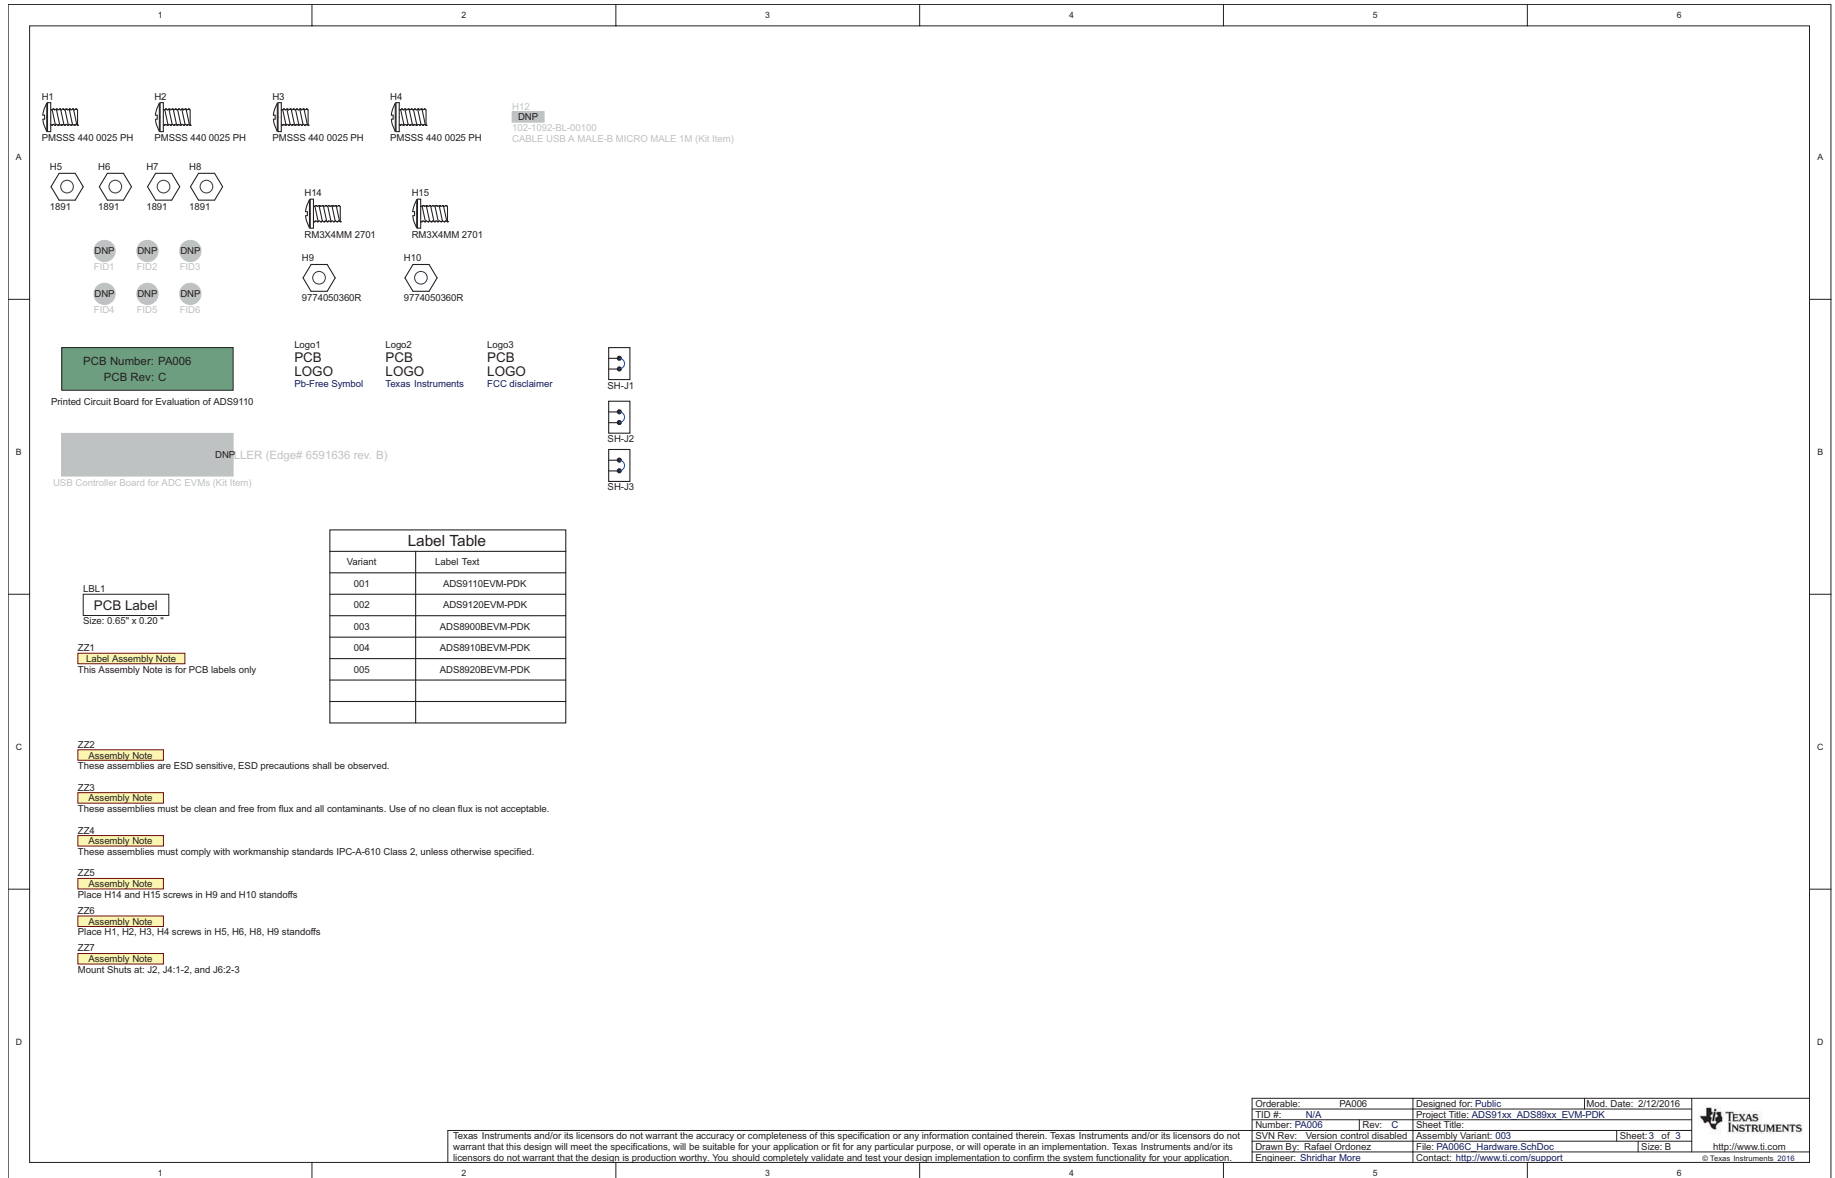 1 2 3 4 5 6
H1 H2 H3 H4 H12
DNP
PMSSS 440 0025 PH PMSSS 440 0025 PH PMSSS 440 0025 PH PMSSS 440 0025 PH
102-1092-BL-00100
CABLE USB A MALE-B MICRO MALE 1M (Kit Item)
A A
H5 H6 H7 H8
1891 1891 1891 1891
H14 H15
RM3X4MM 2701 RM3X4MM 2701
DNP DNP DNP
FID1 FID2 FID3
H9 H10
9774050360R 9774050360R
DNP DNP DNP
FID4 FID5 FID6
PCB Number: PA006
PCB Rev: C
Printed Circuit Board for Evaluation of ADS9110
Logo1
PCB
LOGO
Pb-Free Symbol
Logo2
PCB
LOGO
Texas Instruments
Logo3
PCB
LOGO
FCC disclaimer
SH-J1
SH-J2
SH-J3
B B
DNP LLER (Edge# 6591636 rev. B)
USB Controller Board for ADC EVMs (Kit Item)
Label Table
Variant Label Text
001 ADS9110EVM-PDK
002 ADS9120EVM-PDK
003 ADS8900BEVM-PDK
004 ADS8910BEVM-PDK
005 ADS8920BEVM-PDK
LBL1
PCB Label
Size: 0.65" x 0.20 "
ZZ1
Label Assembly Note
This Assembly Note is for PCB labels only
C C
ZZ2
Assembly Note
These assemblies are ESD sensitive, ESD precautions shall be observed.
ZZ3
Assembly Note
These assemblies must be clean and free from flux and all contaminants. Use of no clean flux is not acceptable.
ZZ4
Assembly Note
These assemblies must comply with workmanship standards IPC-A-610 Class 2, unless otherwise specified.
ZZ5
Assembly Note
Place H14 and H15 screws in H9 and H10 standoffs
ZZ6
Assembly Note
Place H1, H2, H3, H4 screws in H5, H6, H8, H9 standoffs
ZZ7
Assembly Note
Mount Shuts at: J2, J4:1-2, and J6:2-3
D D
Texas Instruments and/or its licensors do not warrant the accuracy or completeness of this specification or any information contained therein. Texas Instruments and/or its licensors do not
warrant that this design will meet the specifications, will be suitable for your application or fit for any particular purpose, or will operate in an implementation. Texas Instruments and/or its
licensors do not warrant that the design is production worthy. You should completely validate and test your design implementation to confirm the system functionality for your application.
Orderable: PA006 Designed for: Public Mod. Date: 2/12/2016
TID #: N/A Project Title: ADS91xx_ADS89xx_EVM-PDK
Number: PA006 Rev: C Sheet Title:
SVN Rev: Version control disabled Assembly Variant: 003 Sheet: 3 of 3
Drawn By: Rafael Ordonez File: PA006C_Hardware.SchDoc Size: B
Engineer: Shridhar More Contact: http://www.ti.com/support
TEXAS
INSTRUMENTS
http://www.ti.com
© Texas Instruments 2016
1 2 3 4 5 6